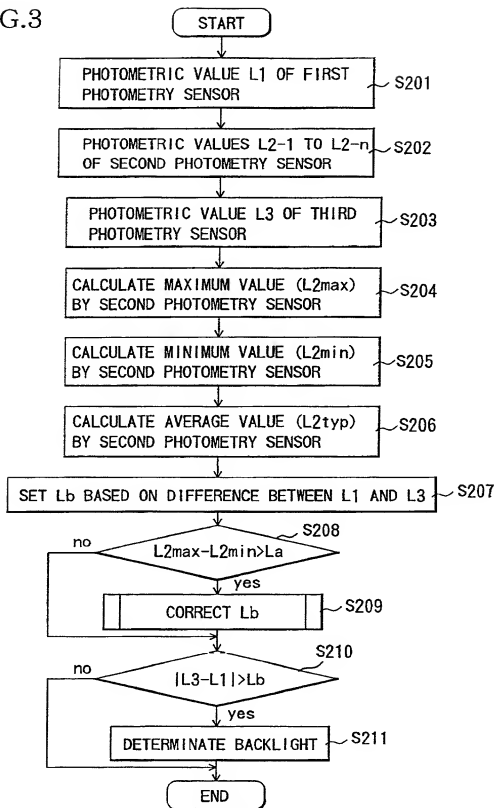 G.3
START
PHOTOMETRIC VALUE L1 OF FIRST
PHOTOMETRY SENSOR
S201
PHOTOMETRIC VALUES L2-1 TO L2-n
OF SECOND PHOTOMETRY SENSOR
S202
PHOTOMETRIC VALUE L3 OF THIRD
PHOTOMETRY SENSOR
S203
CALCULATE MAXIMUM VALUE (L2max)
BY SECOND PHOTOMETRY SENSOR
S204
CALCULATE MINIMUM VALUE (L2min)
BY SECOND PHOTOMETRY SENSOR
S205
CALCULATE AVERAGE VALUE (L2typ)
BY SECOND PHOTOMETRY SENSOR
S206
SET Lb BASED ON DIFFERENCE BETWEEN L1 AND L3
S207
S208
no
L2max-L2min>La
yes
CORRECT Lb
S209
S210
no
|L3-L1|>Lb
yes
DETERMINATE BACKLIGHT
S211
END